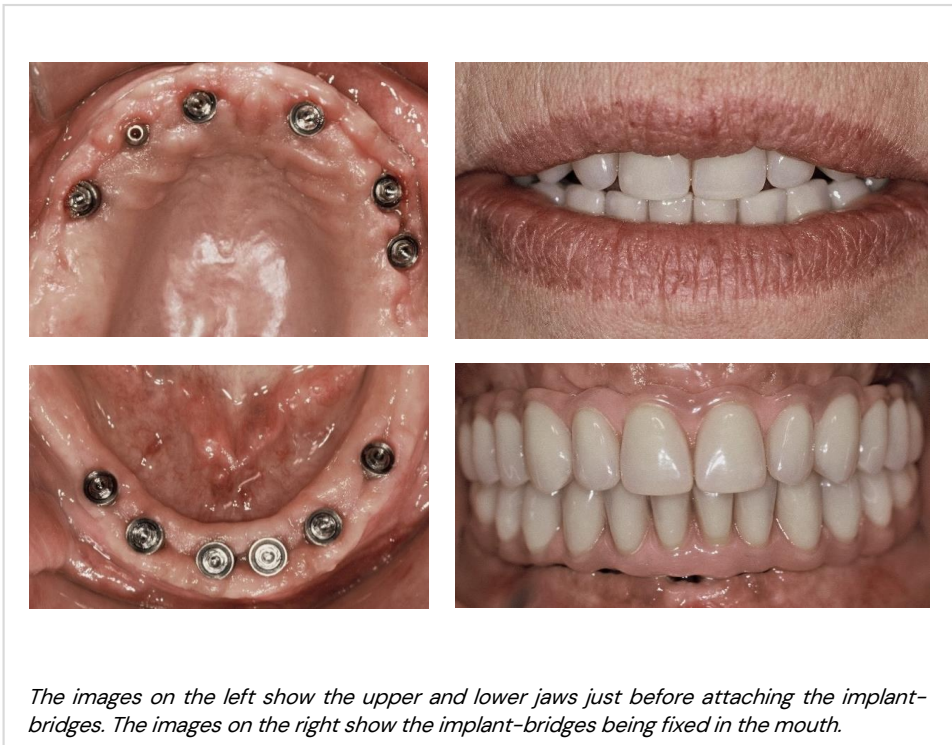 The images on the left show the upper and lower jaws just before attaching the implant-
bridges. The images on the right show the implant-bridges being fixed in the mouth.